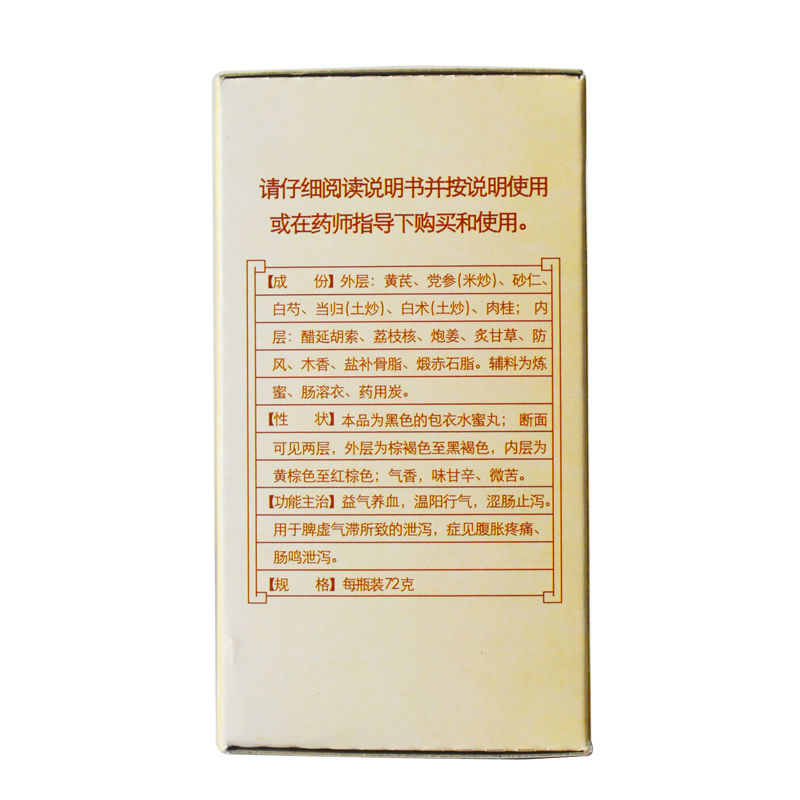 请仔细阅读说明书并按说明使用
或在药师指导下购买和使用。
【成 份】外层：黄芪、党参(米炒)、砂仁、
白芍、当归(土炒)、白术(土炒)、肉桂；内
层：醋延胡索、荔枝核、炮姜、炙甘草、防
风、木香、盐补骨脂、煅赤石脂。辅料为炼
蜜、肠溶衣、药用炭。
【性 状】本品为黑色的包衣水蜜丸；断面
可见两层，外层为棕褐色至黑褐色，内层为
黄棕色至红棕色；气香，味甘辛、微苦。
【功能主治】益气养血，温阳行气，涩肠止泻。
用于脾虚气滞所致的泄泻，症见腹胀疼痛、
肠鸣泄泻。
【规 格】每瓶装72克